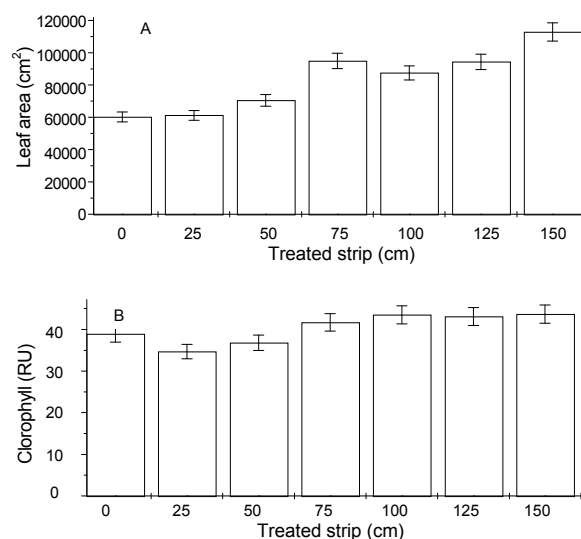 A
120000
100000
80000
60000
40000
20000
0
Leaf area (cm²)
0 25 50 75 100 125 150
Treated strip (cm)
B
40
30
20
10
0
Clorophyll (RU)
0 25 50 75 100 125 150
Treated strip (cm)